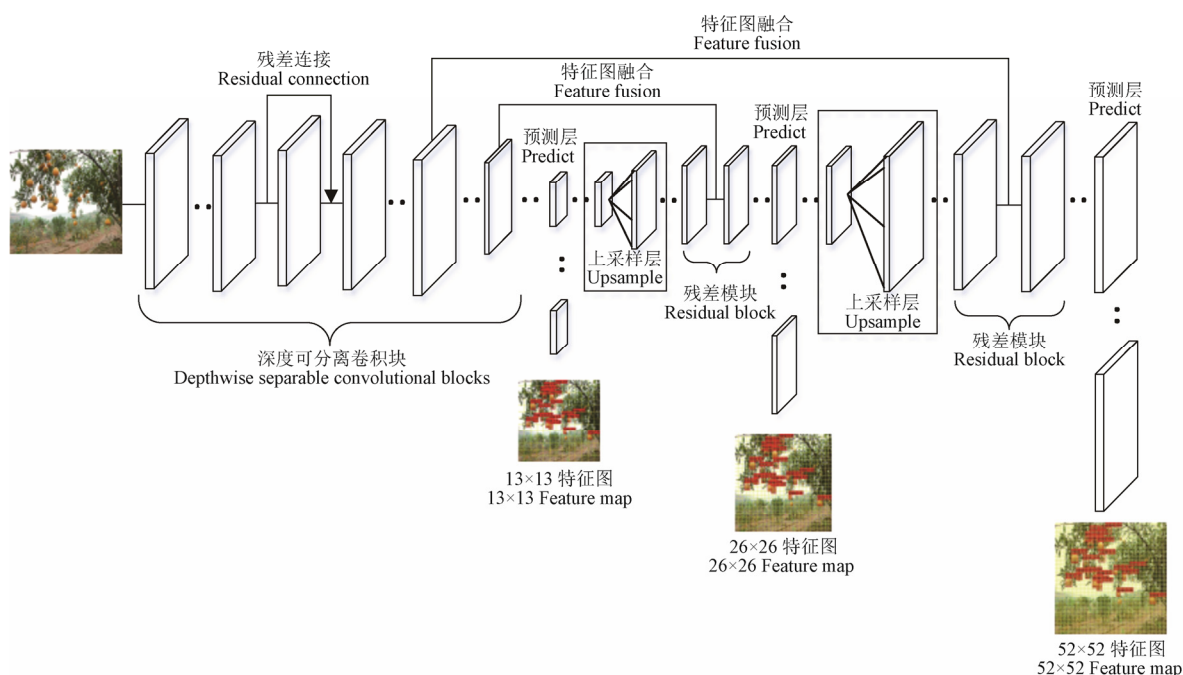 特征图融合
Feature fusion
残差连接
Residual connection
特征图融合
Feature fusion
预测层
Predict
预测层
Predict
预测层
Predict
上采样层
Upsample
残差模块
Residual block
上采样层
Upsample
残差模块
Residual block
深度可分离卷积块
Depthwise separable convolutional blocks
13×13 特征图
13×13 Feature map
26×26 特征图
26×26 Feature map
52×52 特征图
52×52 Feature map